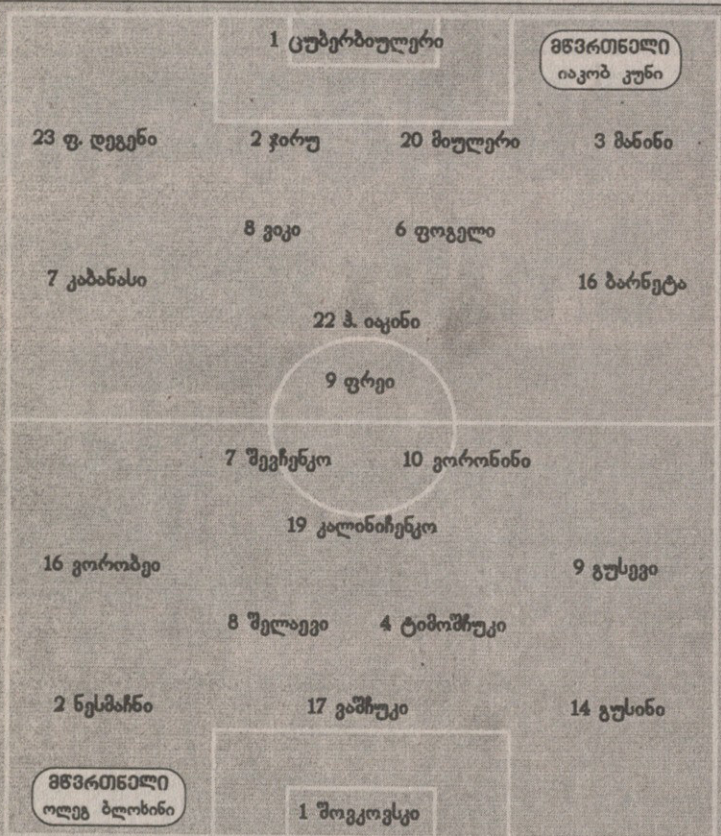 1 ცუბერბიულერი
მწვრთნელი
იაკობ კუნი
23 ფ. დეგენი 2 ჯირუ 20 მიულერი 3 მანინი
8 ვიკი 6 ფოგელი
7 კაბანასი 16 ბარნეტა
22 ჰ. იაკინი
9 ფრეი
7 შევჩენკო 10 ვორონინი
19 კალინიჩენკო
16 ვორობეი 9 გუსევი
8 შელაევი 4 ტიმოშჩუკი
2 ნესმაჩნი 17 ვაშჩუკი 14 გუსინი
მწვრთნელი
ოლეგ ბლოხინი
1 შოვკოვსკი